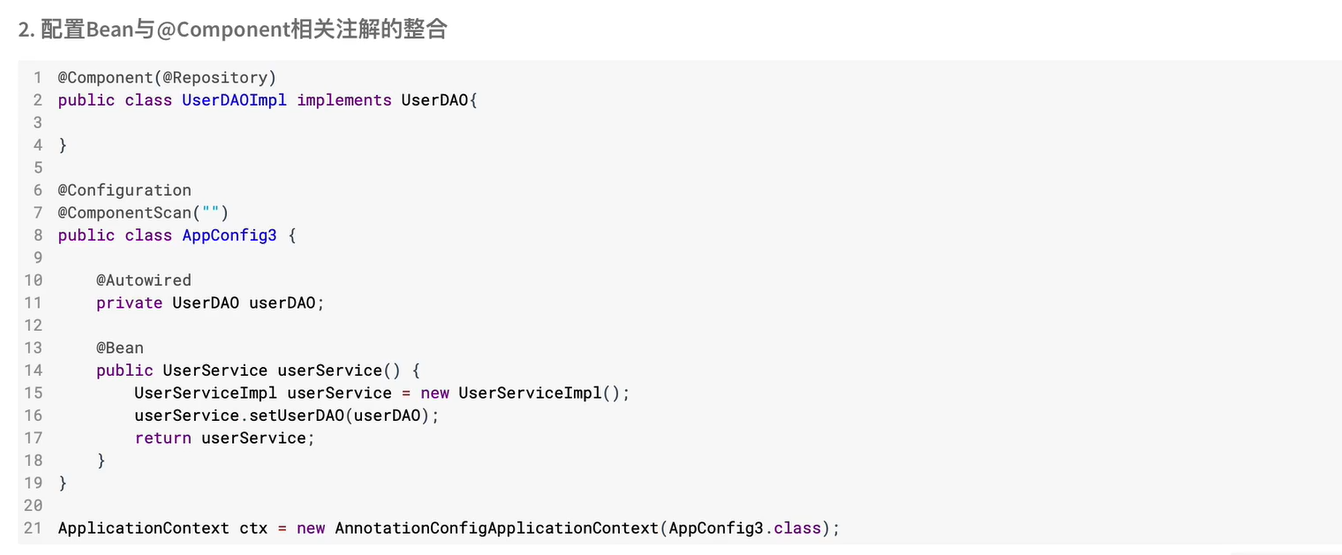 2. 配置Bean与@Component相关注解的整合
1 @Component(@Repository)
2 public class UserDAOImpl implements UserDAO{
3
4 }
5
6 @Configuration
7 @ComponentScan("")
8 public class AppConfig3 {
9
10     @Autowired
11     private UserDAO userDAO;
12
13     @Bean
14     public UserService userService() {
15         UserServiceImpl userService = new UserServiceImpl();
16         userService.setUserDAO(userDAO);
17         return userService;
18     }
19 }
20
21 ApplicationContext ctx = new AnnotationConfigApplicationContext(AppConfig3.class);